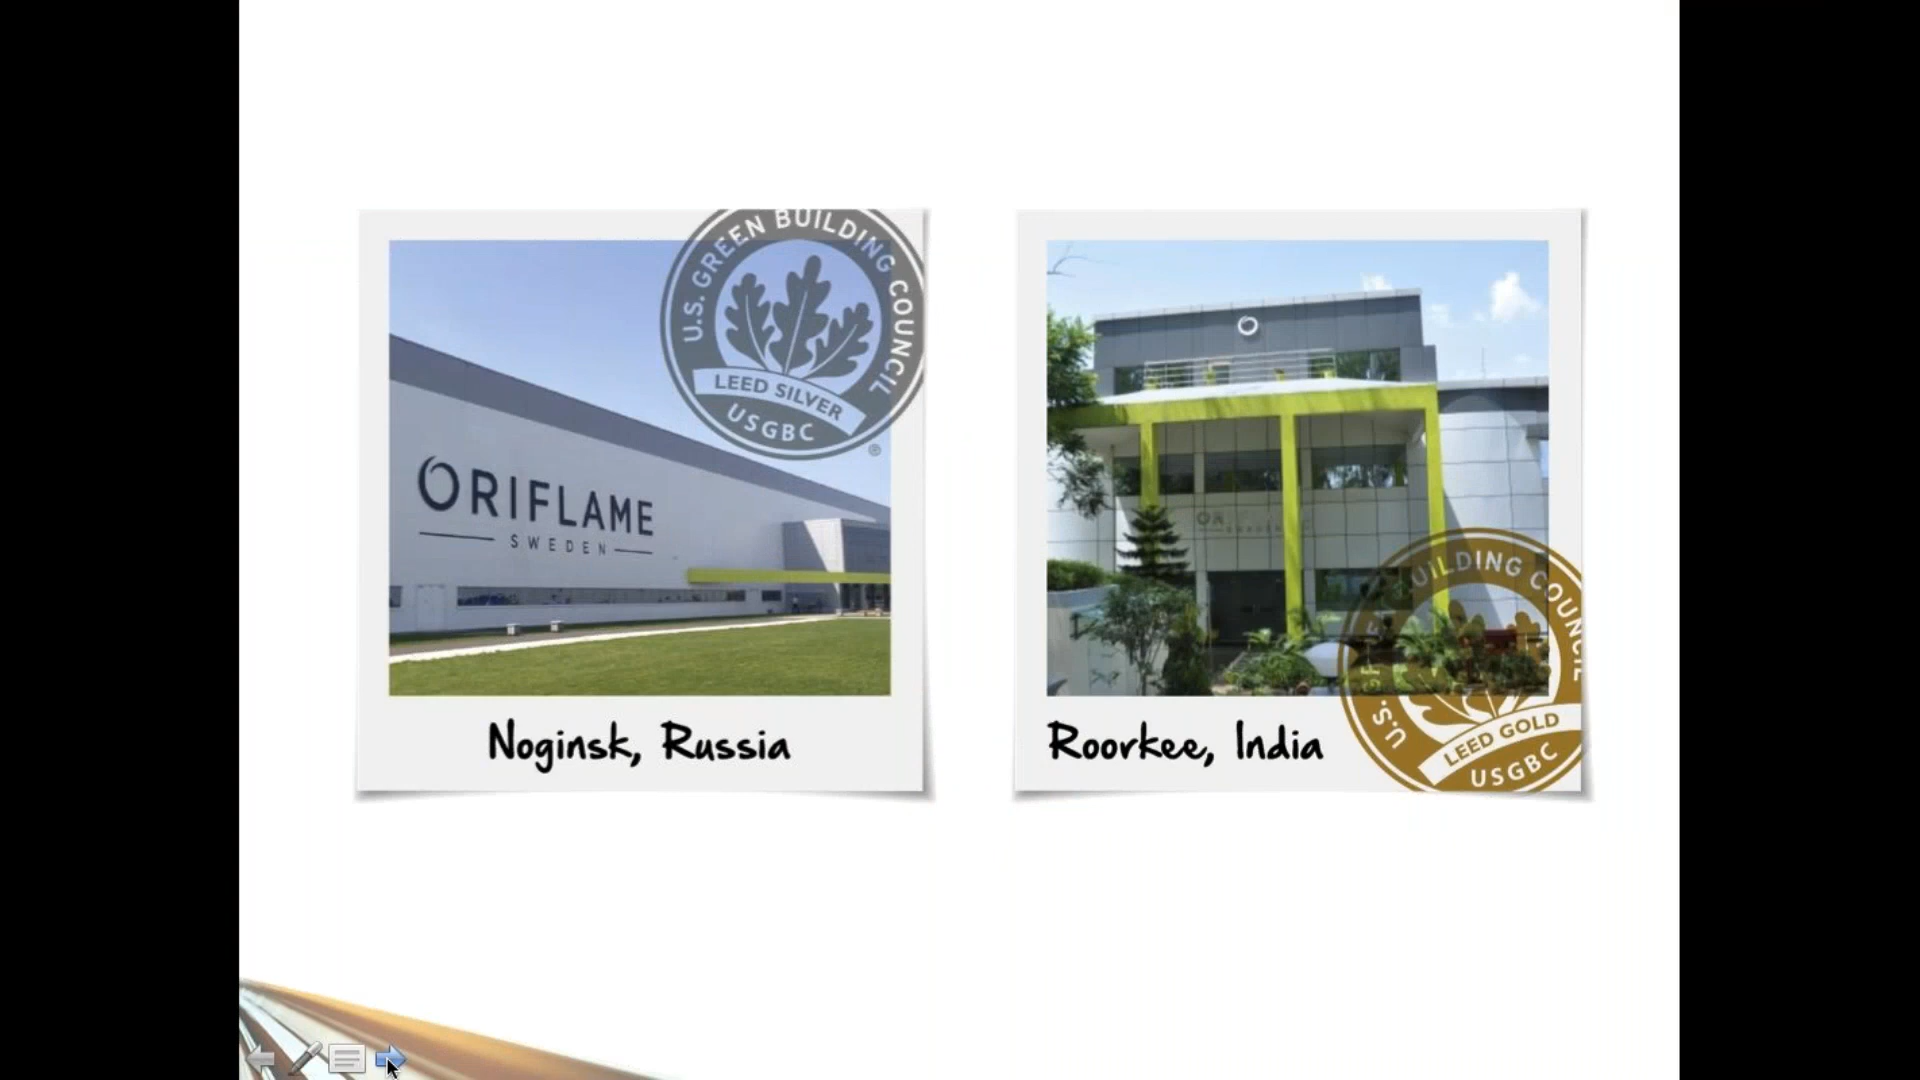 U.S. GREEN BUILDING COUNCIL
LEED SILVER
USGBC
®
ORIFLAME
SWEDEN
Noginsk, Russia
Roorkee, India
U.S. BUILDING COUNCIL
LEED GOLD
USGBC